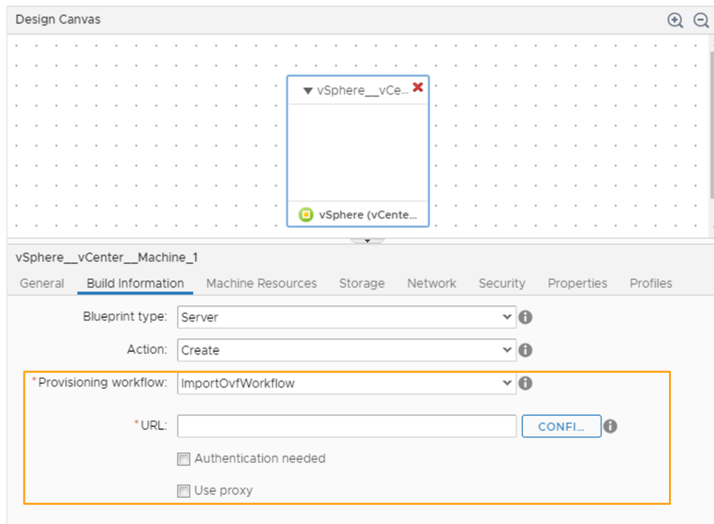 Design Canvas
vSphere__vCe...
vSphere (vCente...
vSphere__vCenter__Machine_1
General Build Information Machine Resources Storage Network Security Properties Profiles
Blueprint type: Server
Action: Create
*Provisioning workflow: ImportOvfWorkflow
*URL: CONFI...
Authentication needed
Use proxy